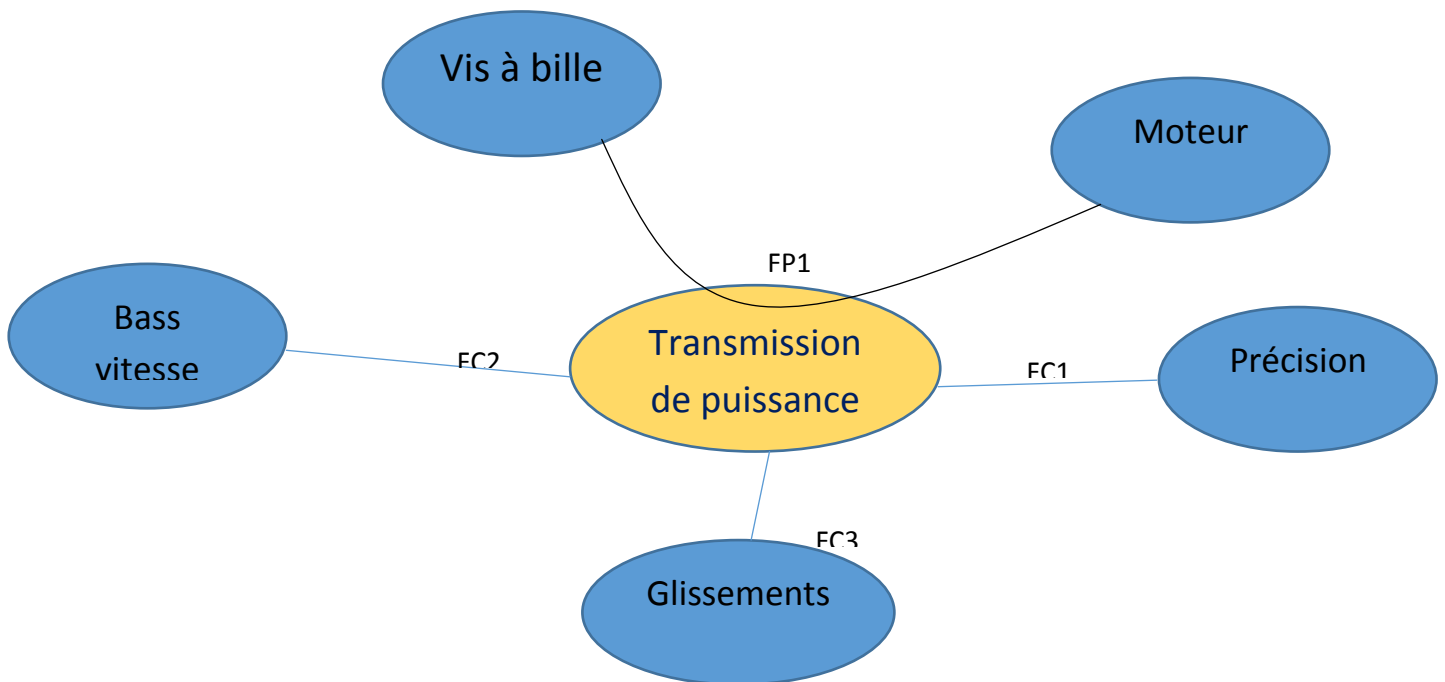 Vis à bille
Moteur
FP1
Bass
vitesse
FC2
Transmission
de puissance
FC1
Précision
FC3
Glissements